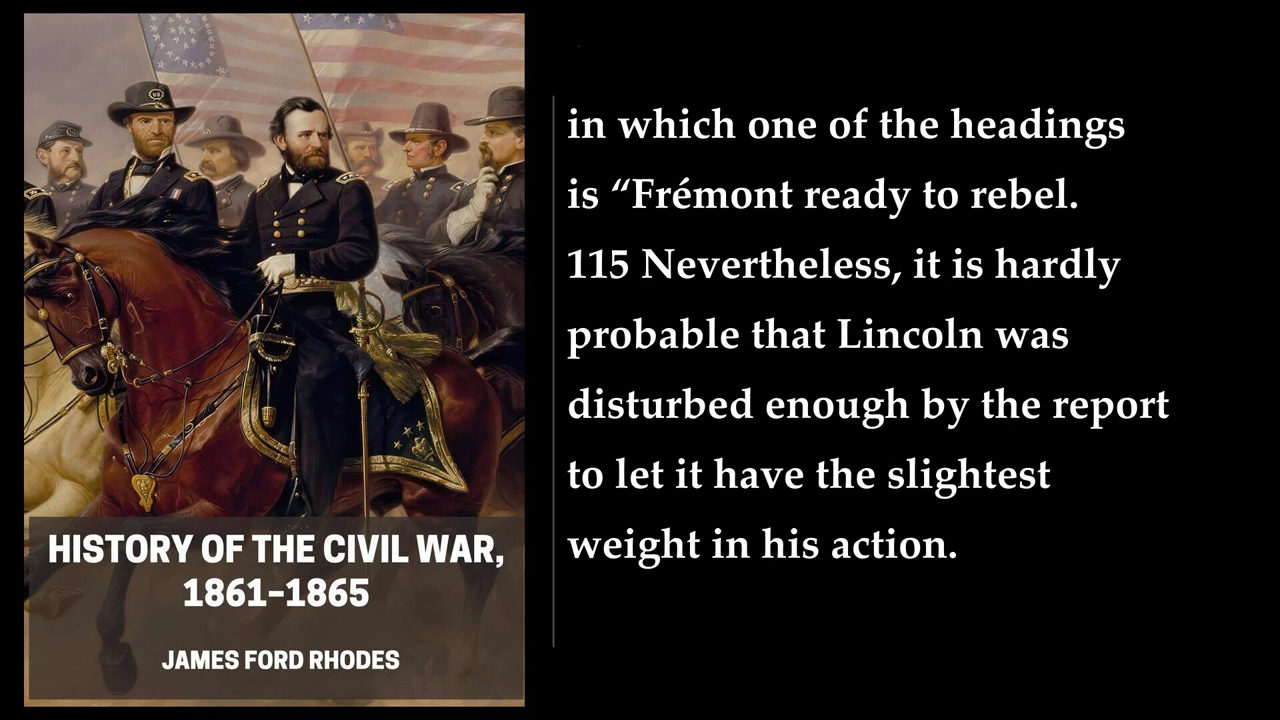 in which one of the headings
is “Frémont ready to rebel.
115 Nevertheless, it is hardly
probable that Lincoln was
disturbed enough by the report
to let it have the slightest
weight in his action.
HISTORY OF THE CIVIL WAR,
1861–1865
JAMES FORD RHODES